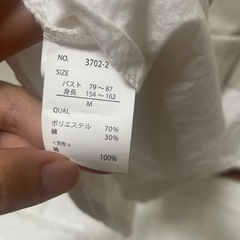 NO. 3702-2
SIZE
バスト 79～87
身長 154～162
M
QUAL
ポリエステル 70%
綿 30%
<別布>
綿 100%